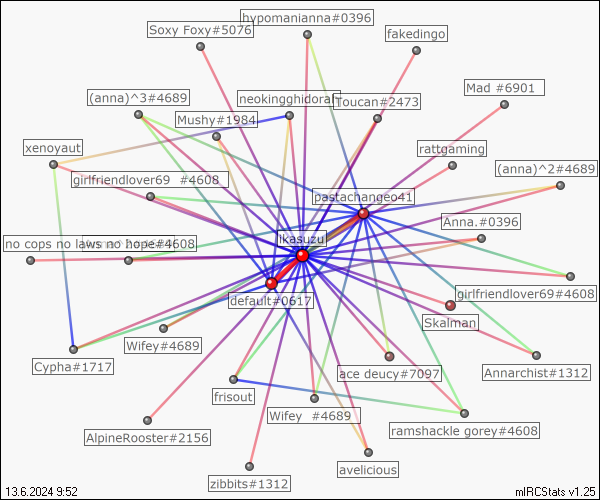 hypomanianna#0396
Soxy Foxy#5076
fakedingo
Mad #6901
(anna)^3#4689
neokingghidorah
Toucan#2473
Mushy#1984
xenoyaut
rattgaming
(anna)^2#4689
girlfriendlover69 #4608
pastachangeo41
Anna.#0396
Ikasuzu
no cops no laws no hope#4608
girlfriendlover69#4608
default#0617
Skalman
Wifey#4689
Cypha#1717
ace deucy#7097
Annarchist#1312
frisout
Wifey #4689
ramshackle gorey#4608
AlpineRooster#2156
avelicious
zibbits#1312
13.6.2024 9:52
mIRCStats v1.25